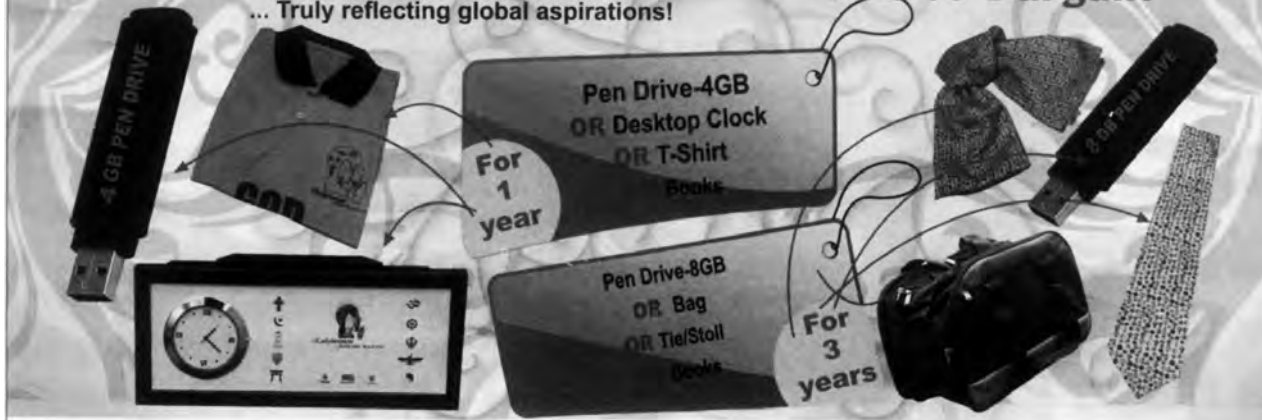 ... Truly reflecting global aspirations!
4 GB PEN DRIVE
GOD
For
1
year
Pen Drive-4GB
OR Desktop Clock
OR T-Shirt
Books
8 GB PEN DRIVE
Pen Drive-8GB
OR Bag
OR Tie/Stoll
Books
For
3
years